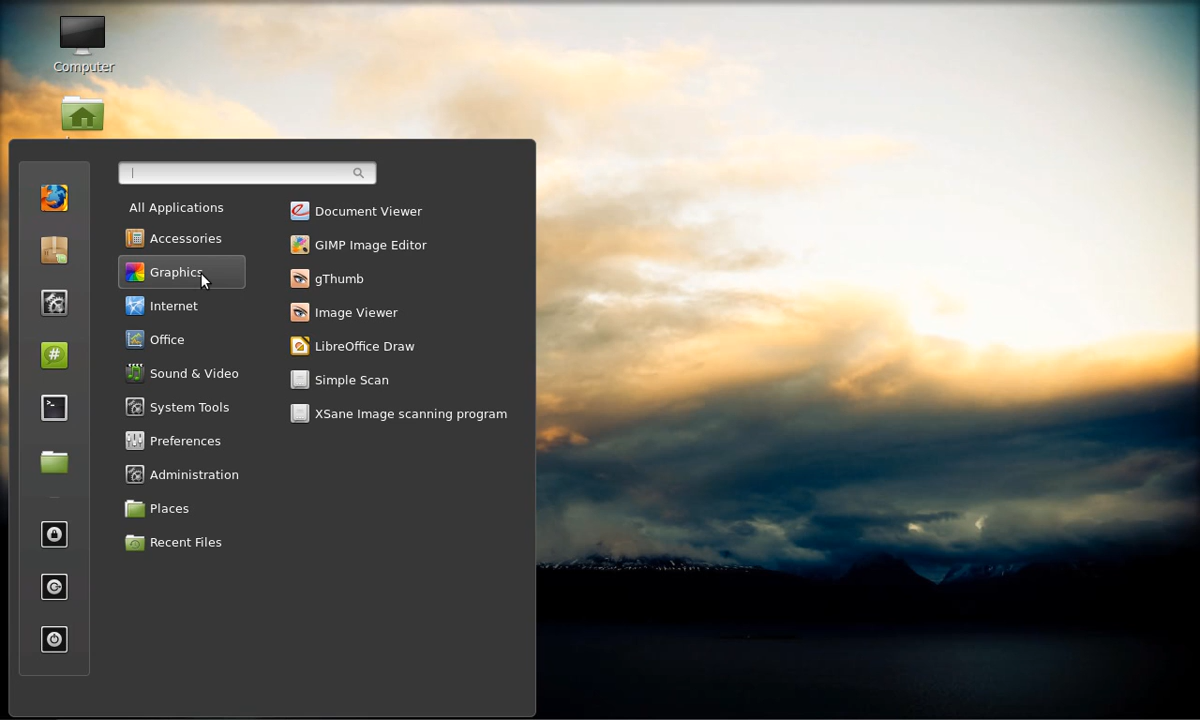 Computer
All Applications
Accessories
Graphics
Internet
Office
Sound & Video
System Tools
Preferences
Administration
Places
Recent Files
Document Viewer
GIMP Image Editor
gThumb
Image Viewer
LibreOffice Draw
Simple Scan
XSane Image scanning program